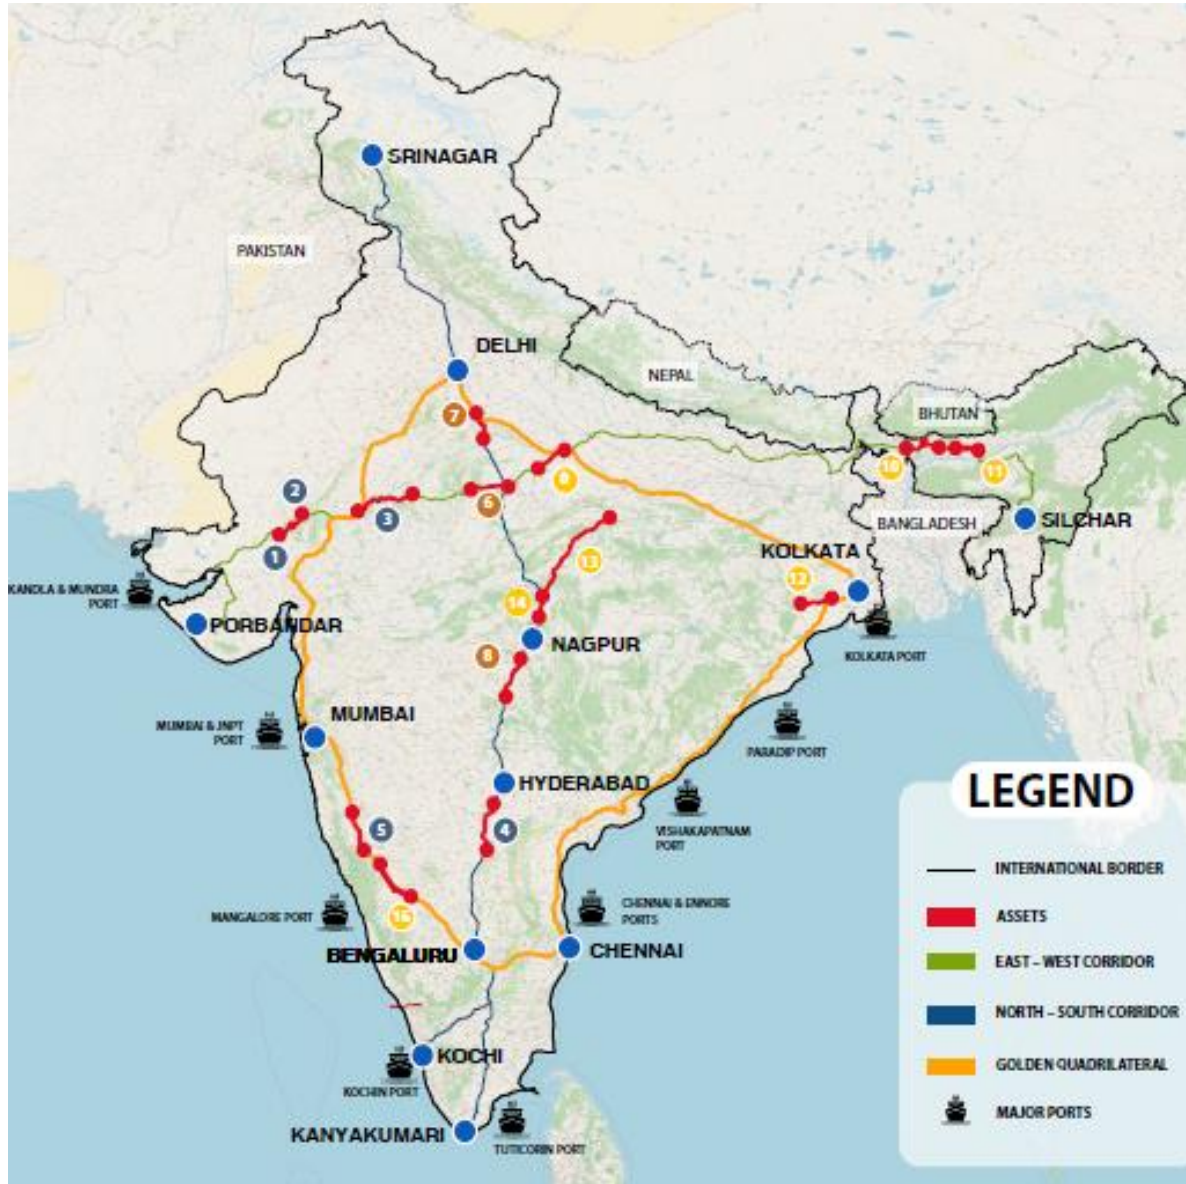 SRINAGAR
PAKISTAN
DELHI
NEPAL
7
BHUTAN
10
11
9
2
6
3
SILCHAR
BANGLADESH
1
KOLKATA
13
12
KANDLA & MUNDRA
PORT
14
PORBANDAR
NAGPUR
8
KOLKATA PORT
MUMBAI
MUMBAI & JNPT
PORT
PARADIP PORT
HYDERABAD
LEGEND
5
4
VISHAKAPATNAM
PORT
INTERNATIONAL BORDER
CHENNAI & ENNORE
PORTS
MANGALORE PORT
ASSETS
BENGALURU
CHENNAI
EAST – WEST CORRIDOR
NORTH – SOUTH CORRIDOR
KOCHI
GOLDEN QUADRILATERAL
KOCHIN PORT
MAJOR PORTS
KANYAKUMARI
TUTICORIN PORT